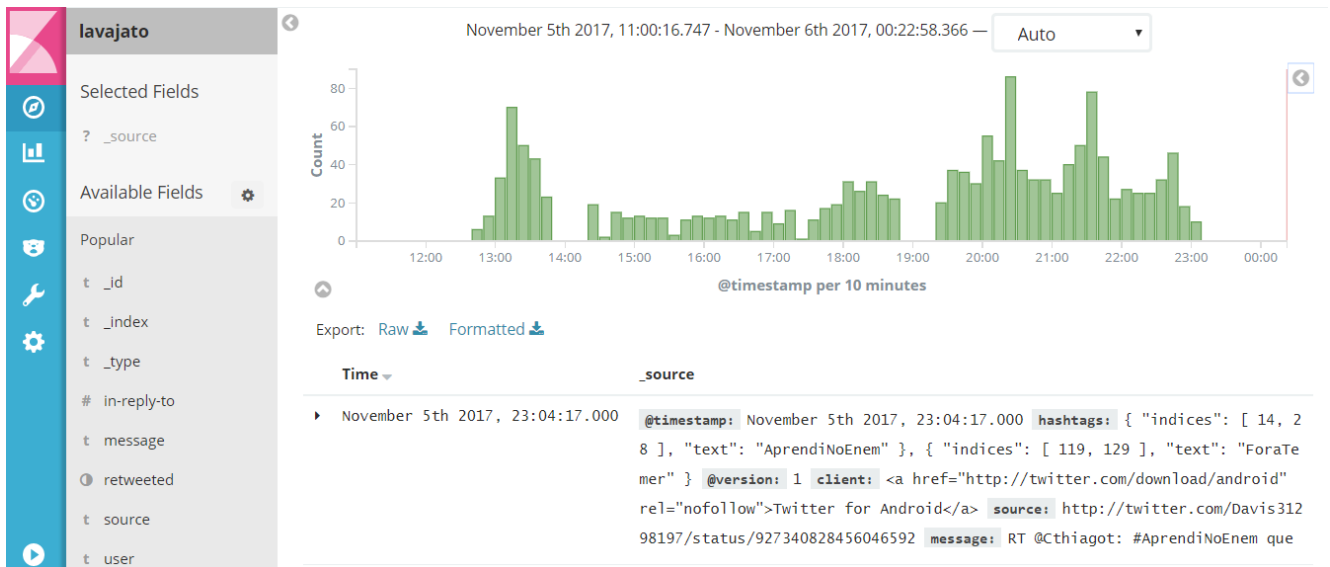 lavajato
Selected Fields
? _source
Available Fields
Popular
t _id
t _index
t _type
# in-reply-to
t message
retweeted
t source
t user
November 5th 2017, 11:00:16.747 - November 6th 2017, 00:22:58.366 — Auto
Count
80
60
40
20
0
12:00 13:00 14:00 15:00 16:00 17:00 18:00 19:00 20:00 21:00 22:00 23:00 00:00
@timestamp per 10 minutes
Export: Raw Formatted
Time _source
November 5th 2017, 23:04:17.000 @timestamp: November 5th 2017, 23:04:17.000 hashtags: { "indices": [ 14, 2
8 ], "text": "AprendiNoEnem" }, { "indices": [ 119, 129 ], "text": "ForaTe
mer" } @version: 1 client: <a href="http://twitter.com/download/android"
rel="nofollow">Twitter for Android</a> source: http://twitter.com/Davis312
98197/status/927340828456046592 message: RT @Cthiagot: #AprendiNoEnem que